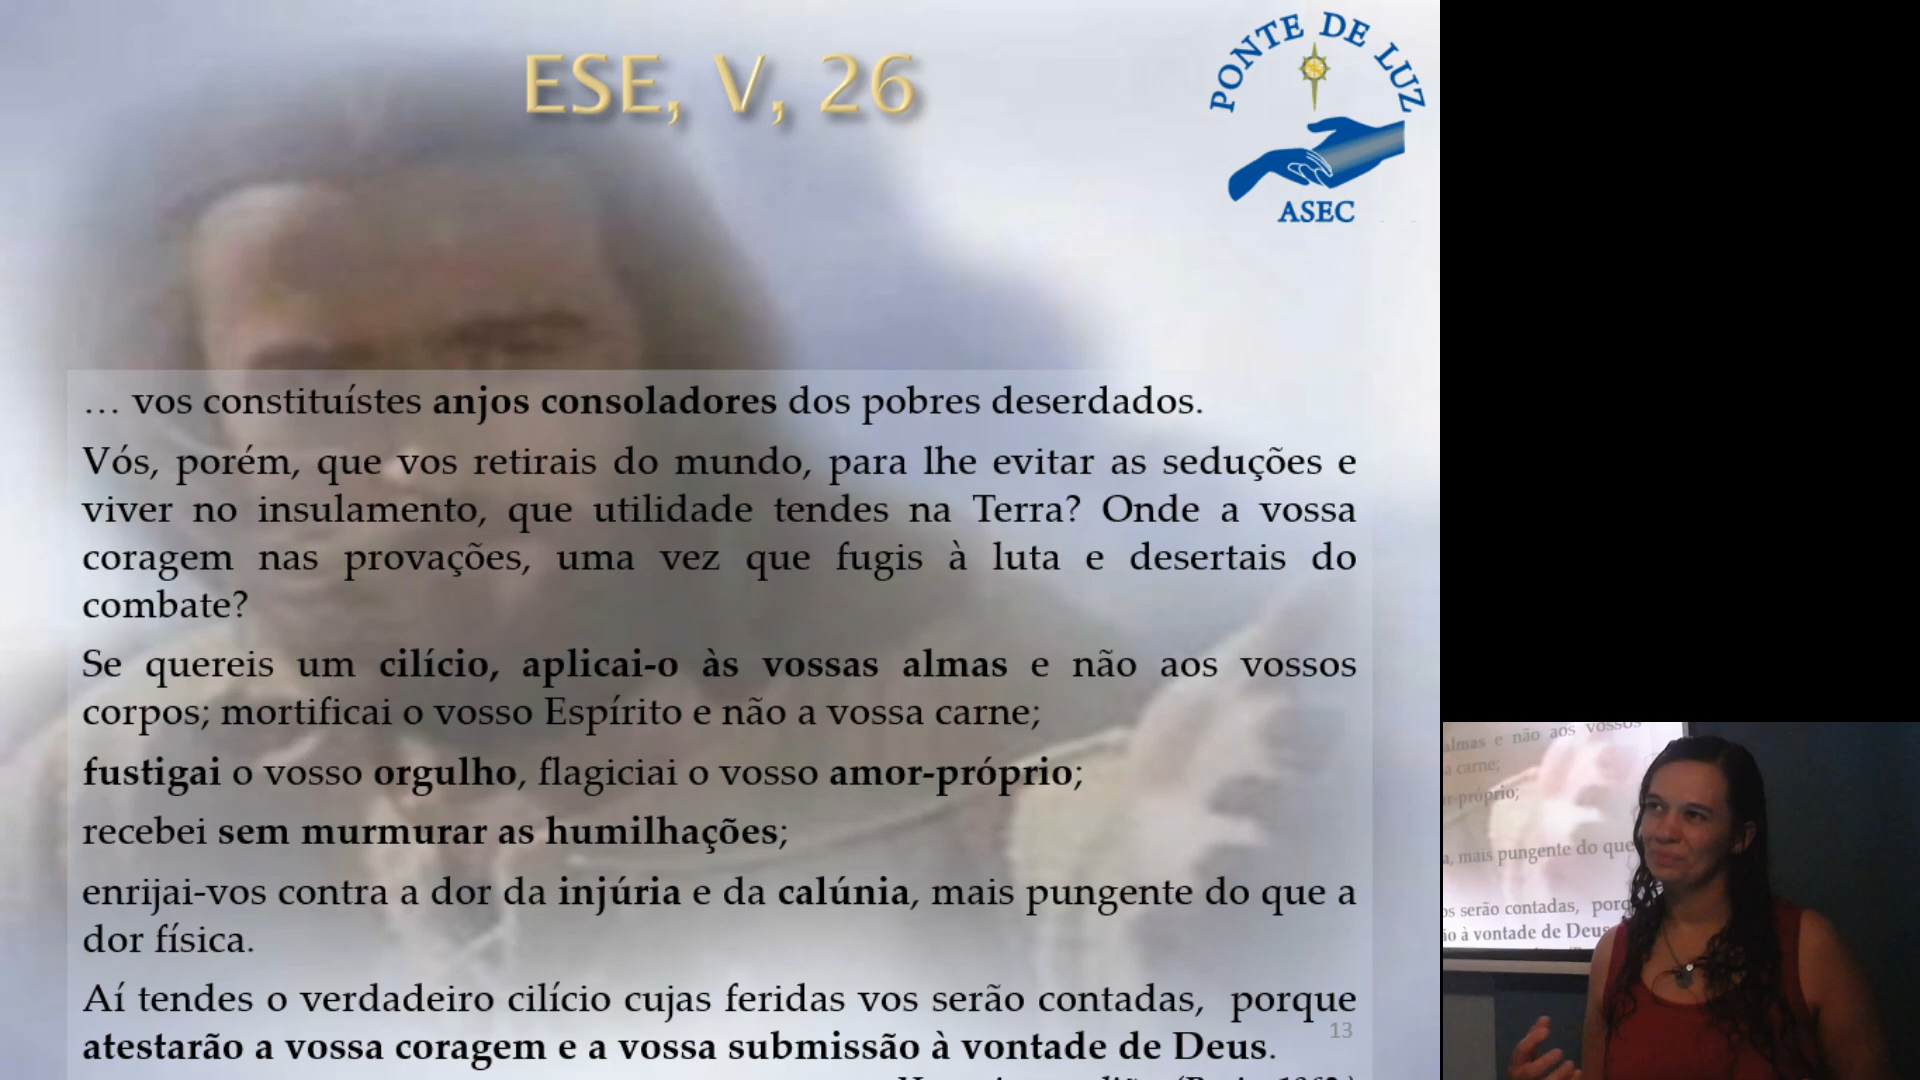 ESE, V, 26
PONTE DE LUZ
ASEC
… vos constituístes anjos consoladores dos pobres deserdados.
Vós, porém, que vos retirais do mundo, para lhe evitar as seduções e
viver no insulamento, que utilidade tendes na Terra? Onde a vossa
coragem nas provações, uma vez que fugis à luta e desertais do
combate?
Se quereis um cilício, aplicai-o às vossas almas e não aos vossos
corpos; mortificai o vosso Espírito e não a vossa carne;
fustigai o vosso orgulho, flagiciai o vosso amor-próprio;
recebei sem murmurar as humilhações;
enrijai-vos contra a dor da injúria e da calúnia, mais pungente do que a
dor física.
Aí tendes o verdadeiro cilício cujas feridas vos serão contadas, porque
atestarão a vossa coragem e a vossa submissão à vontade de Deus.
13
almas e não aos vossos
a carne;
r-próprio;
a, mais pungente do que
os serão contadas, porq
ão à vontade de Deus